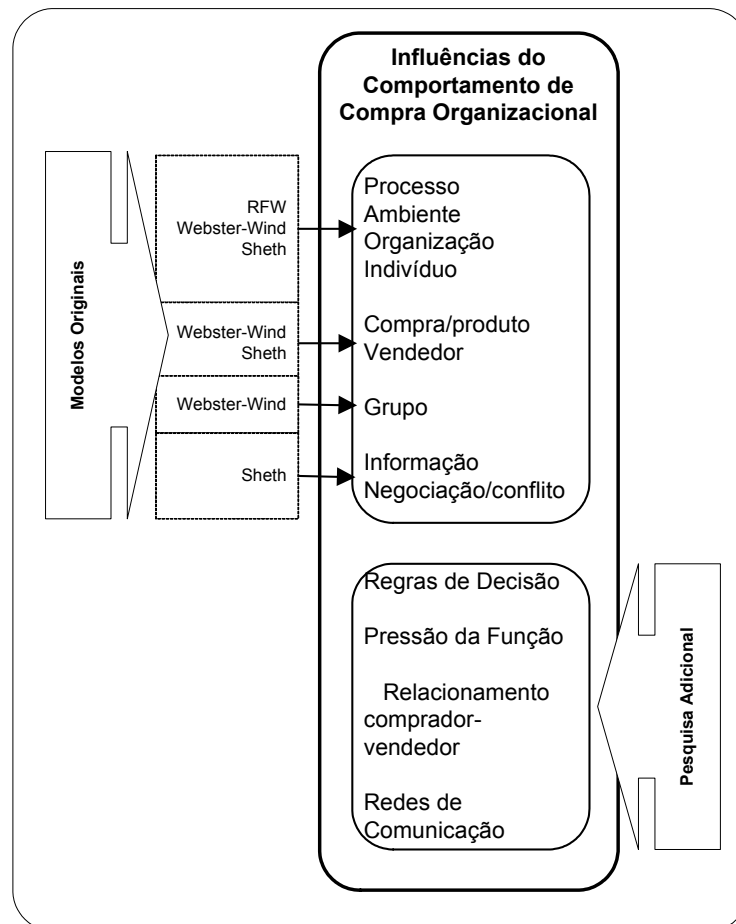 Influências do
Comportamento de
Compra Organizacional
Modelos Originais
RFW
Webster-Wind
Sheth
Processo
Ambiente
Organização
Indivíduo
Webster-Wind
Sheth
Compra/produto
Vendedor
Webster-Wind
Grupo
Sheth
Informação
Negociação/conflito
Regras de Decisão
Pressão da Função
Relacionamento
comprador-
vendedor
Redes de
Comunicação
Pesquisa Adicional